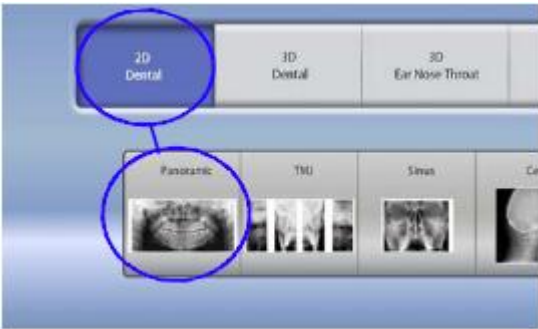 2D
Dental
3D
Dental
3D
Ear Nose Throat
Panoramic
TMJ
Sinus